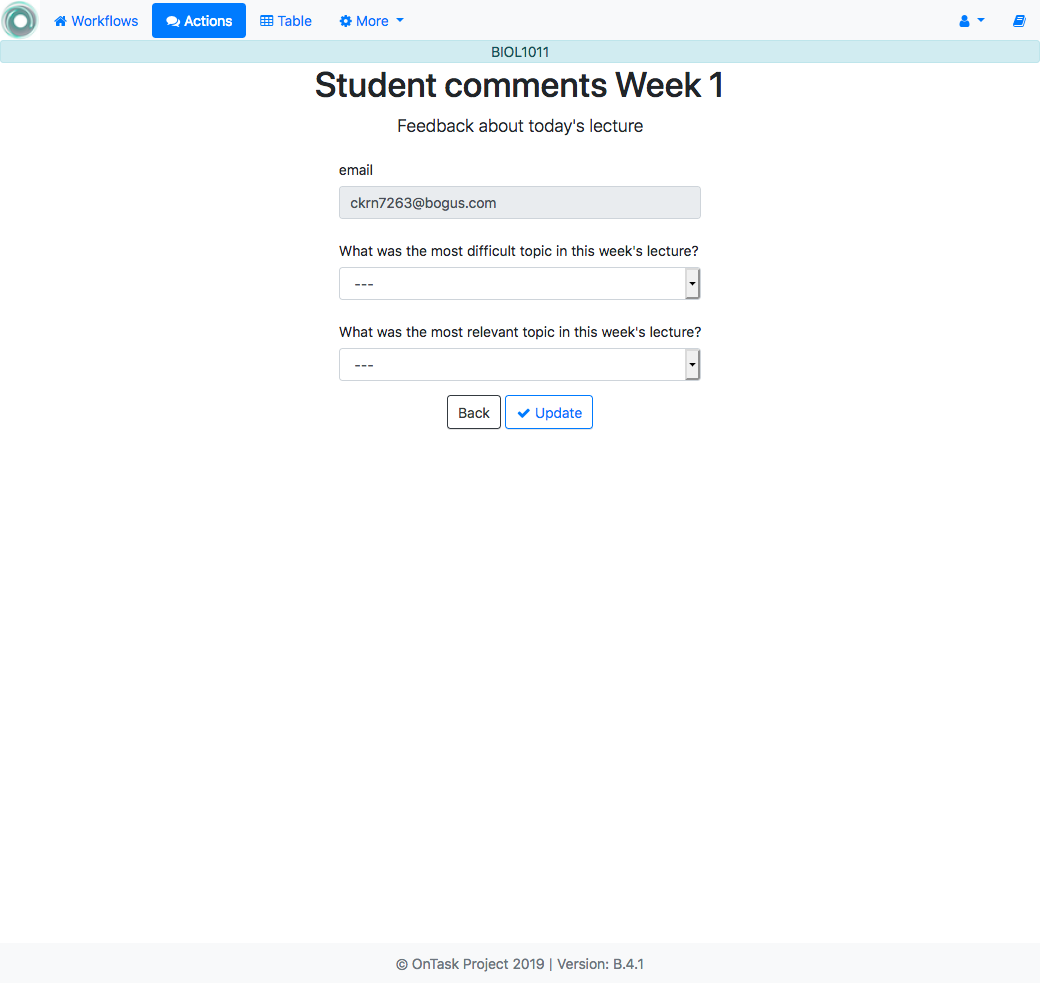 Workflows Actions Table More
BIOL1011
Student comments Week 1
Feedback about today's lecture
email
ckrn7263@bogus.com
What was the most difficult topic in this week's lecture?
---
What was the most relevant topic in this week's lecture?
---
Back Update
© OnTask Project 2019 | Version: B.4.1